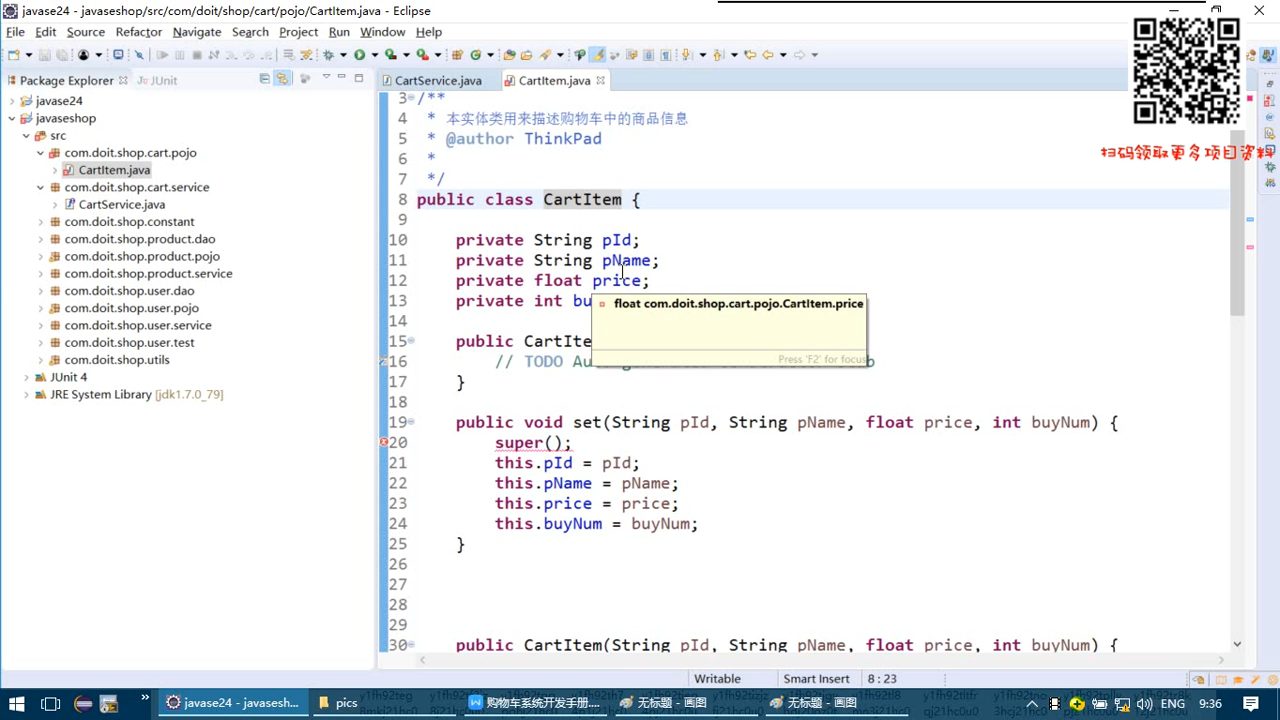 javase24 - javaseshop/src/com/doit/shop/cart/pojo/CartItem.java - Eclipse
File Edit Source Refactor Navigate Search Project Run Window Help
Package Explorer JUnit
javase24
javaseshop
src
com.doit.shop.cart.pojo
CartItem.java
com.doit.shop.cart.service
CartService.java
com.doit.shop.constant
com.doit.shop.product.dao
com.doit.shop.product.pojo
com.doit.shop.product.service
com.doit.shop.user.dao
com.doit.shop.user.pojo
com.doit.shop.user.service
com.doit.shop.user.test
com.doit.shop.utils
JUnit 4
JRE System Library [jdk1.7.0_79]
CartService.java CartItem.java
扫码领取更多项目资料
3 /**
4 * 本实体类用来描述购物车中的商品信息
5 * @author ThinkPad
6 *
7 */
8 public class CartItem {
9
10 private String pId;
11 private String pName;
12 private float price;
13 private int bu
float com.doit.shop.cart.pojo.CartItem.price
Press 'F2' for focus
14
15 public CartIte
16 // TODO Au
17 }
18
19 public void set(String pId, String pName, float price, int buyNum) {
20 super();
21 this.pId = pId;
22 this.pName = pName;
23 this.price = price;
24 this.buyNum = buyNum;
25 }
26
27
28
29
30 public CartItem(String pId, String pName, float price, int buyNum) {
Writable Smart Insert 8 : 23
javase24 - javasesh... pics 购物车系统开发手册.... 无标题 - 画图 无标题 - 画图 ENG 9:36